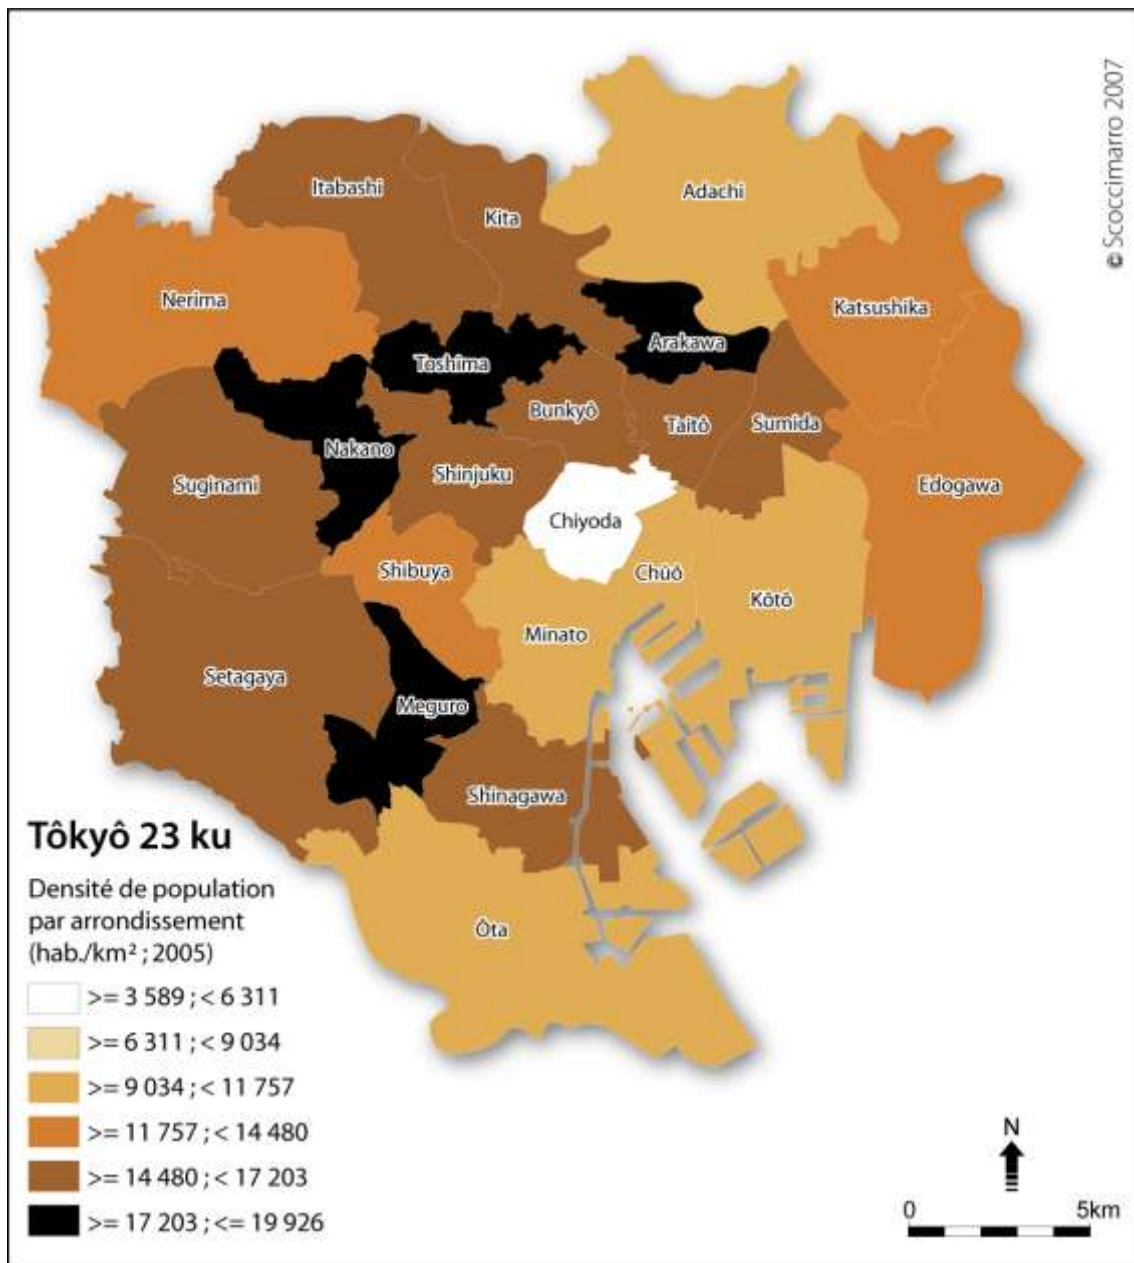 © Scoccimarro 2007
Itabashi
Kita
Adachi
Nerima
Katsushika
Toshima
Arakawa
Bunkyô
Taitô
Sumida
Nakano
Shinjuku
Suginami
Edogawa
Chiyoda
Shibuya
Chûô
Kôtô
Minato
Setagaya
Meguro
Shinagawa
Ôta
Tôkyô 23 ku
Densité de population
par arrondissement
(hab./km² ; 2005)
>= 3 589 ; < 6 311
>= 6 311 ; < 9 034
>= 9 034 ; < 11 757
>= 11 757 ; < 14 480
>= 14 480 ; < 17 203
>= 17 203 ; <= 19 926
N
0 5km